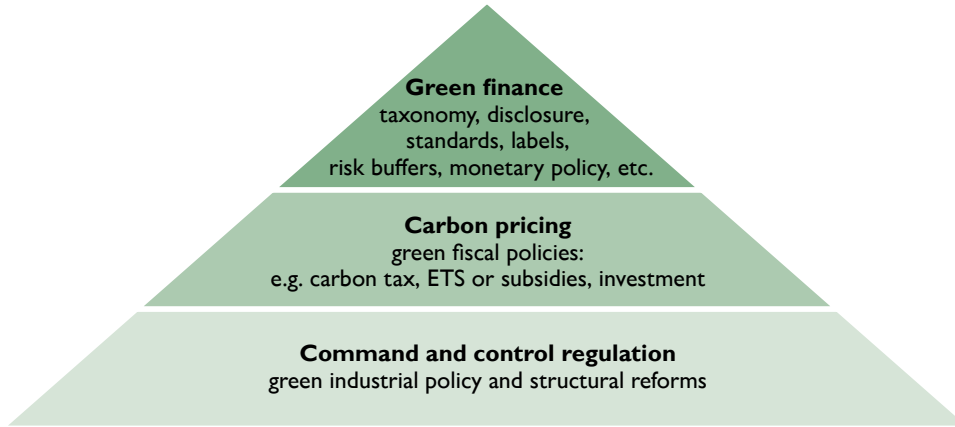 Green finance
taxonomy, disclosure,
standards, labels,
risk buffers, monetary policy, etc.
Carbon pricing
green fiscal policies:
e.g. carbon tax, ETS or subsidies, investment
Command and control regulation
green industrial policy and structural reforms